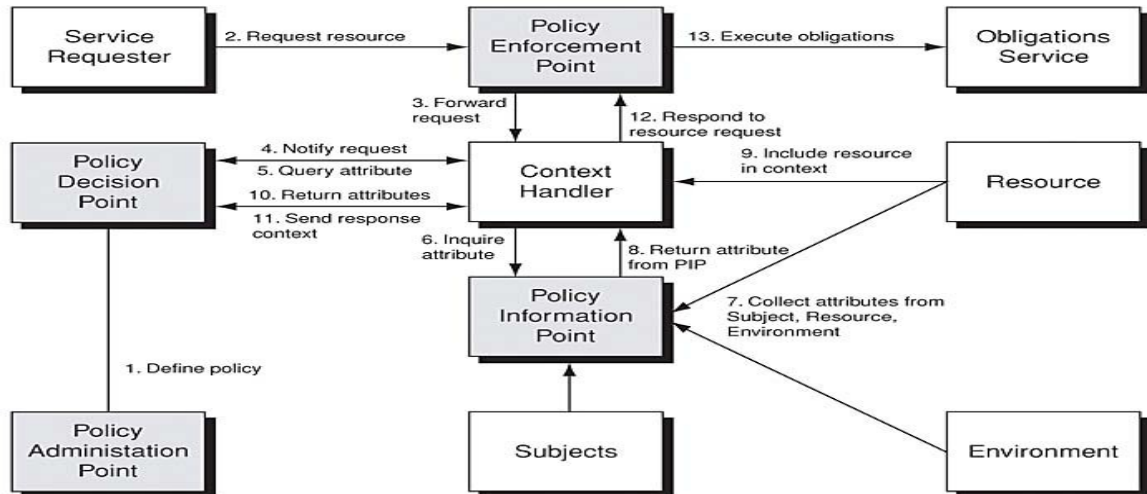 Service
Requester
2. Request resource
Policy
Enforcement
Point
13. Execute obligations
Obligations
Service
3. Forward
request
12. Respond to
resource request
Policy
Decision
Point
4. Notify request
5. Query attribute
10. Return attributes
11. Send response
context
Context
Handler
9. Include resource
in context
Resource
6. Inquire
attribute
8. Return attribute
from PIP
Policy
Information
Point
7. Collect attributes from
Subject, Resource,
Environment
1. Define policy
Policy
Administation
Point
Subjects
Environment